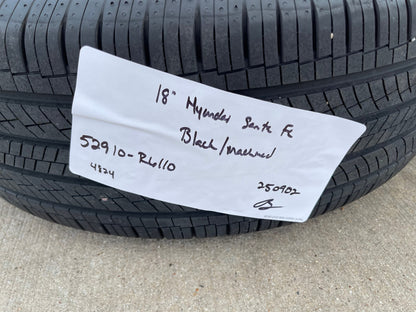 18" Hyundai Santa Fe
Black/machined
52910-R6110
4824
250902